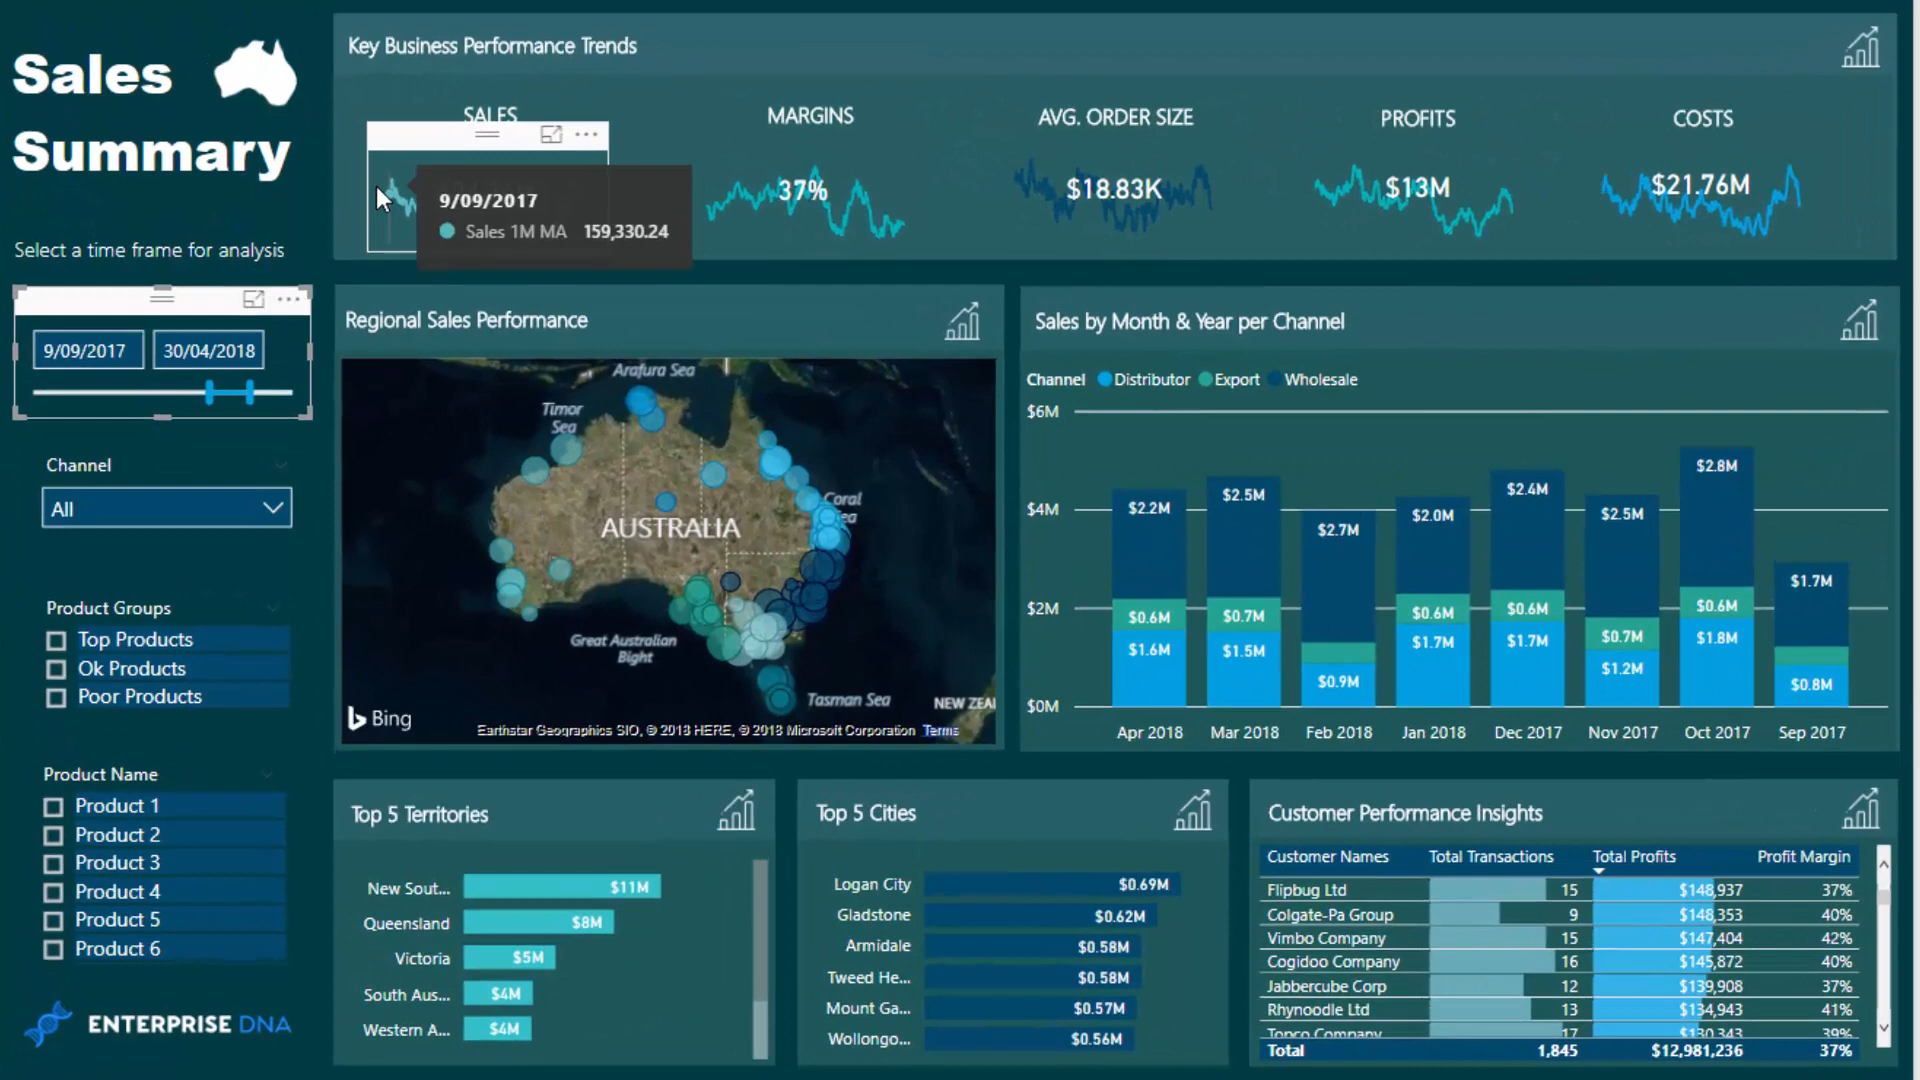 Sales
Summary
Select a time frame for analysis
9/09/2017
30/04/2018
Channel
All
Product Groups
Top Products
Ok Products
Poor Products
Product Name
Product 1
Product 2
Product 3
Product 4
Product 5
Product 6
ENTERPRISE DNA
Key Business Performance Trends
SALES
9/09/2017
Sales 1M MA 159,330.24
MARGINS
37%
AVG. ORDER SIZE
$18.83K
PROFITS
$13M
COSTS
$21.76M
Regional Sales Performance
Arafura Sea
Timor
Sea
Coral
AUSTRALIA
Great Australian
Bight
Tasman Sea
NEW ZEAL
Bing
Earthstar Geographics SIO, © 2018 HERE, © 2018 Microsoft Corporation Terms
Sales by Month & Year per Channel
Channel Distributor Export Wholesale
$6M
$4M
$2M
$0M
$2.2M
$0.6M
$1.6M
$2.5M
$0.7M
$1.5M
$2.7M
$0.9M
$2.0M
$0.6M
$1.7M
$2.4M
$0.6M
$1.7M
$2.5M
$0.7M
$1.2M
$2.8M
$0.6M
$1.8M
$1.7M
$0.8M
Apr 2018 Mar 2018 Feb 2018 Jan 2018 Dec 2017 Nov 2017 Oct 2017 Sep 2017
Top 5 Territories
New Sout... $11M
Queensland $8M
Victoria $5M
South Aus... $4M
Western A... $4M
Top 5 Cities
Logan City $0.69M
Gladstone $0.62M
Armidale $0.58M
Tweed He... $0.58M
Mount Ga... $0.57M
Wollongo... $0.56M
Customer Performance Insights
Customer Names Total Transactions Total Profits Profit Margin
Flipbug Ltd 15 $148,937 37%
Colgate-Pa Group 9 $148,353 40%
Vimbo Company 15 $147,404 42%
Cogidoo Company 16 $145,872 40%
Jabbercube Corp 12 $139,908 37%
Rhynoodle Ltd 13 $134,943 41%
Topco Company 17 $130,343 39%
Total 1,845 $12,981,236 37%